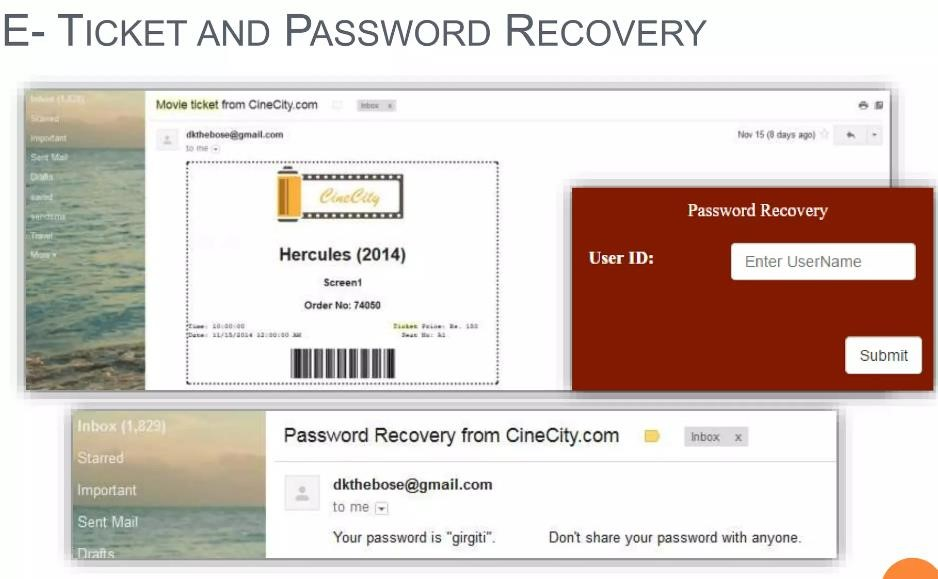 E- TICKET AND PASSWORD RECOVERY
Inbox (1,829)
Starred
Important
Sent Mail
Drafts
saved
sendsms
Travel
More
Movie ticket from CineCity.com Inbox x
dkthebose@gmail.com
to me
Nov 15 (8 days ago)
CineCity
Hercules (2014)
Screen1
Order No: 74050
Time: 10:00:00 Ticket Price: Rs. 180
Date: 11/15/2014 12:00:00 AM Seat No: A1
Password Recovery
User ID: Enter UserName
Submit
Inbox (1,829)
Starred
Important
Sent Mail
Drafts
Password Recovery from CineCity.com Inbox x
dkthebose@gmail.com
to me
Your password is "girgiti". Don't share your password with anyone.